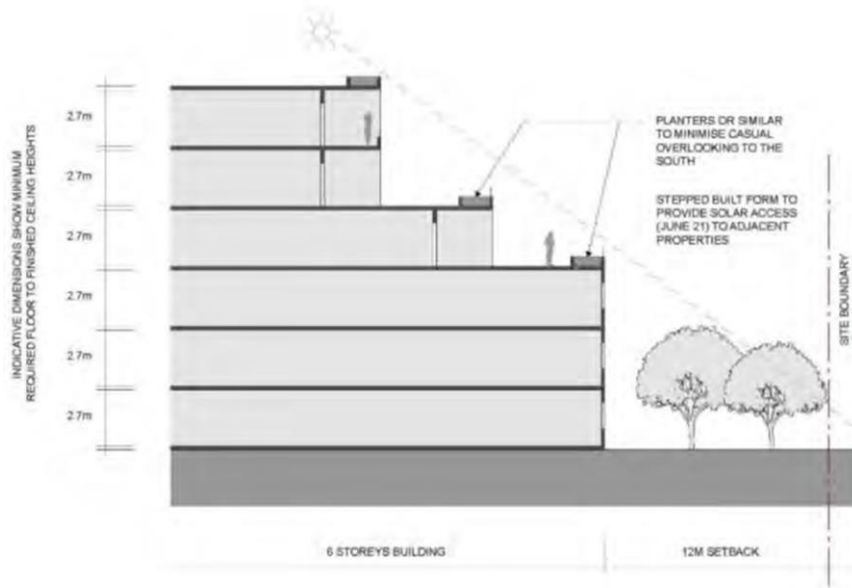 INDICATIVE DIMENSIONS SHOW MINIMUM
REQUIRED FLOOR TO FINISHED CEILING HEIGHTS
2.7m
2.7m
2.7m
2.7m
2.7m
2.7m
PLANTERS OR SIMILAR
TO MINIMISE CASUAL
OVERLOOKING TO THE
SOUTH
STEPPED BUILT FORM TO
PROVIDE SOLAR ACCESS
(JUNE 21) TO ADJACENT
PROPERTIES
SITE BOUNDARY
6 STOREYS BUILDING
12M SETBACK